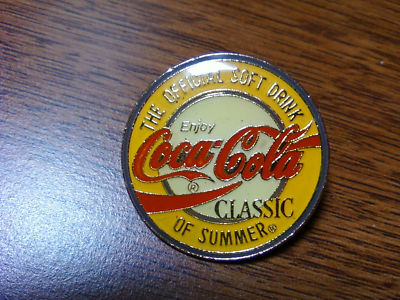 THE OFFICIAL SOFT DRINK
Enjoy
Coca-Cola
®
CLASSIC
OF SUMMER®